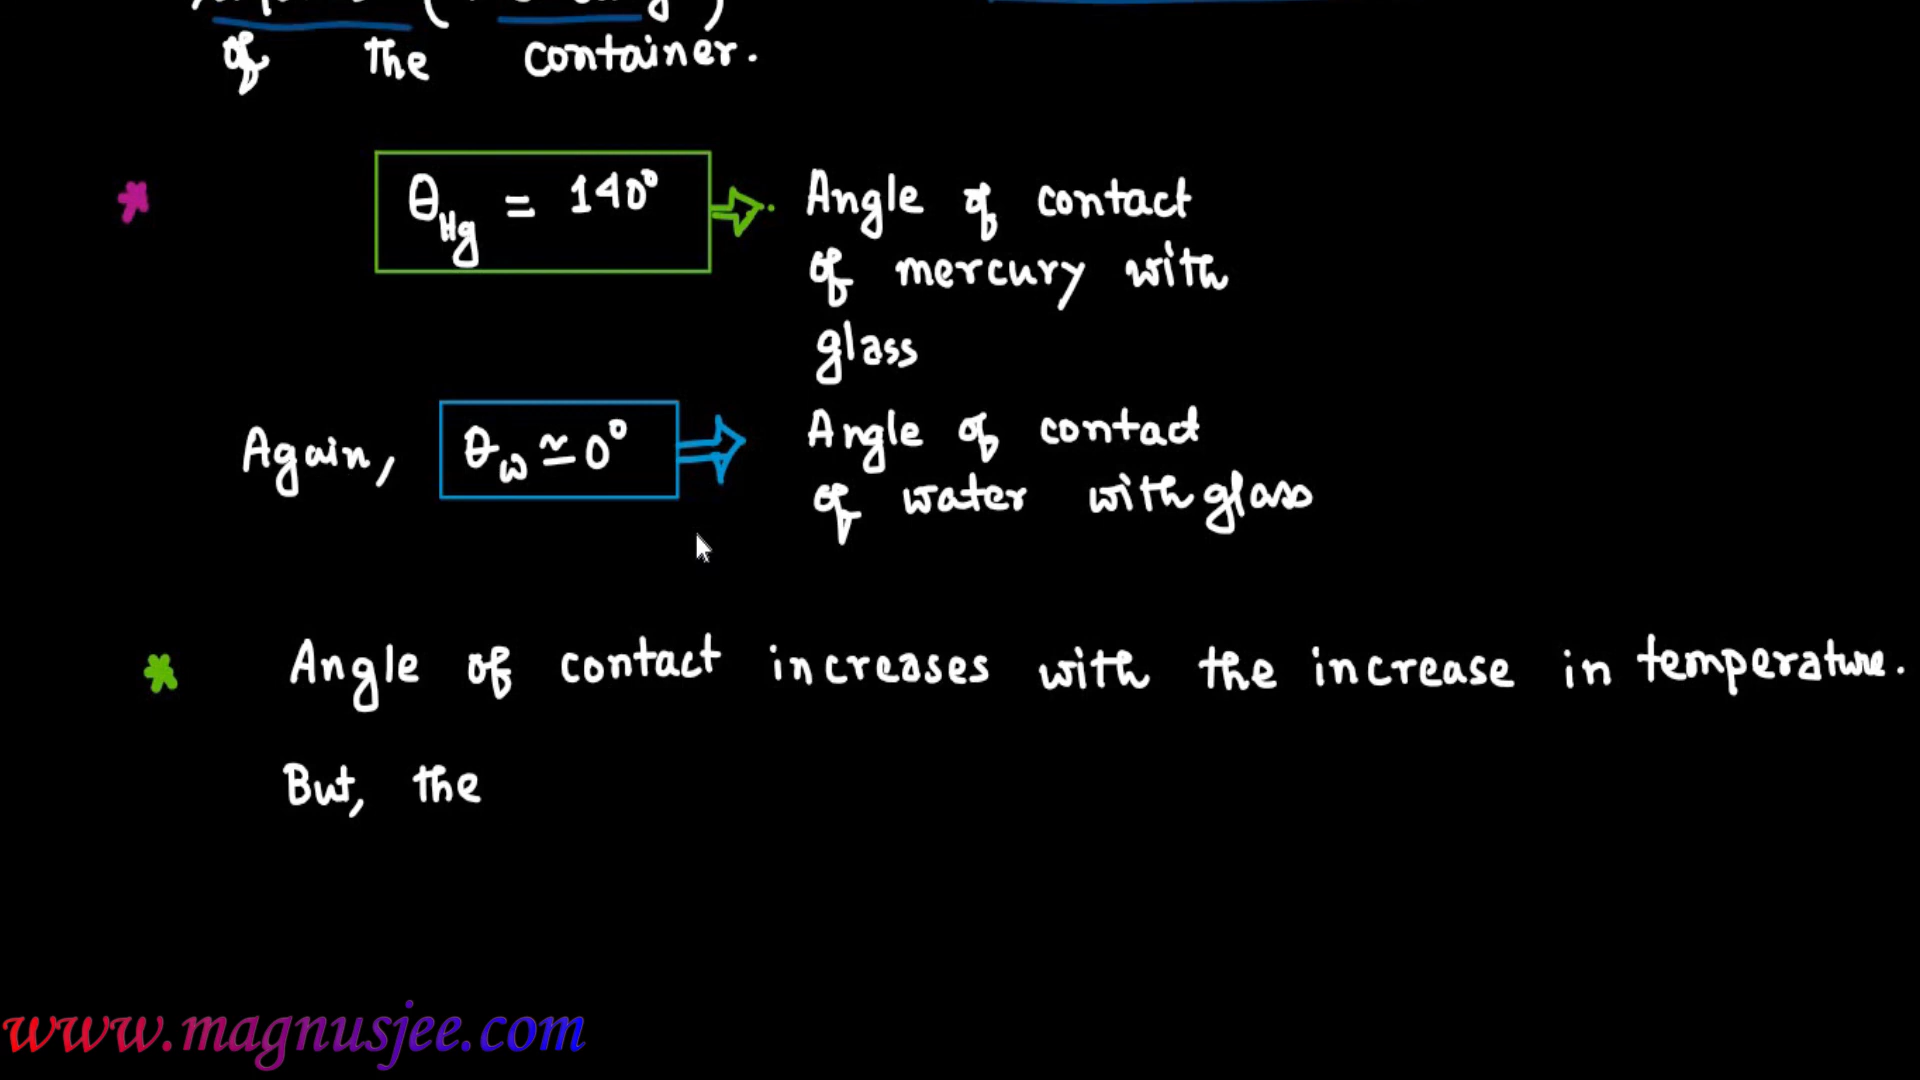 of the container.
θHg = 140° Angle of contact
of mercury with
glass
Again, θw ≃ 0° Angle of contact
of water with glass
Angle of contact increases with the increase in temperature.
But, the
www.magnusjee.com